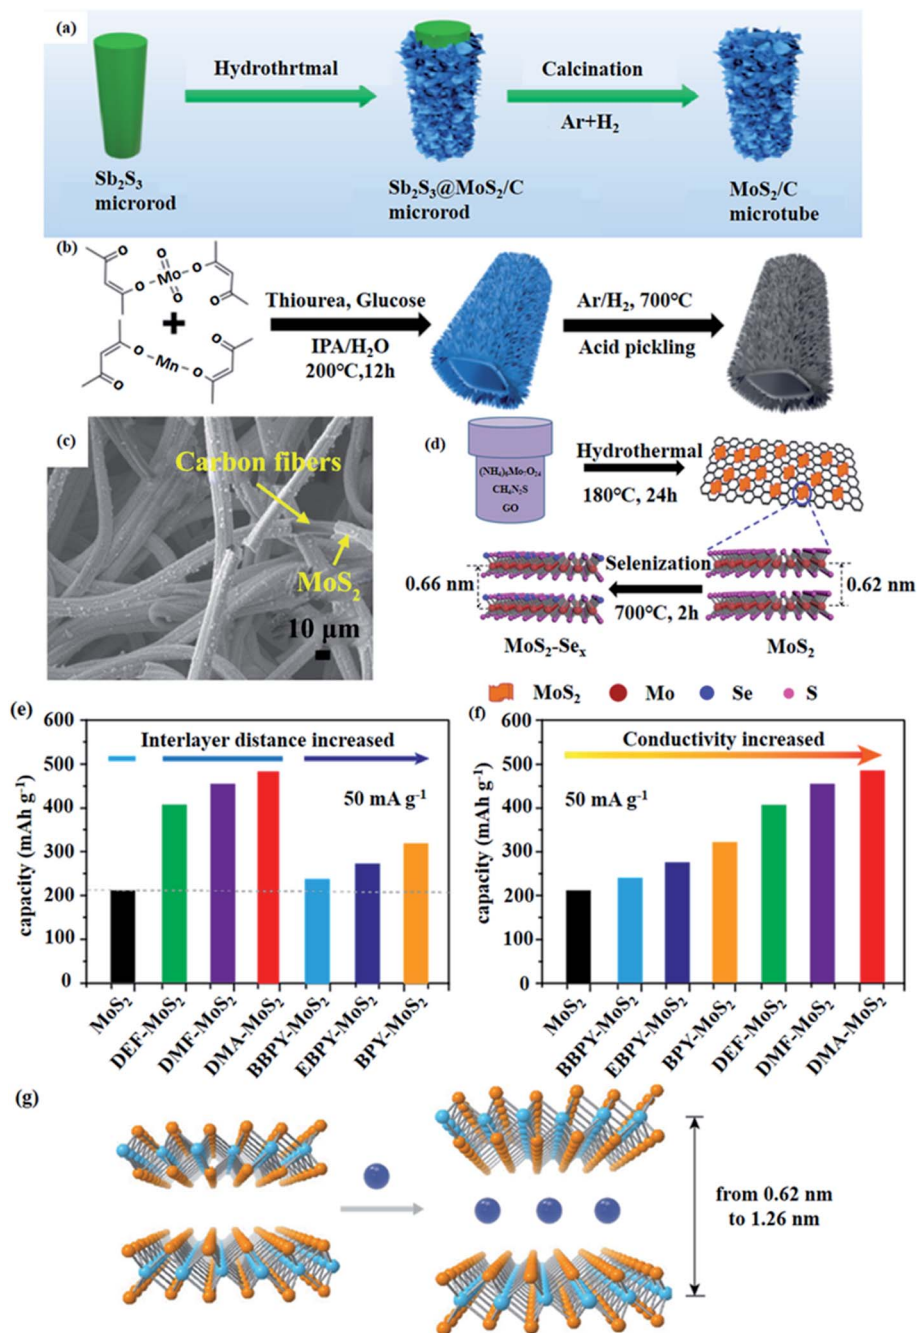 (a)
Hydrothrtmal
Calcination
Ar+H2
Sb2S3
microrod
Sb2S3@MoS2/C
microrod
MoS2/C
microtube
(b)
O
O
O
Mo
O
O
O
+
O
O
Mn
O
O
Thiourea, Glucose
IPA/H2O
200°C,12h
Ar/H2, 700°C
Acid pickling
(c)
Carbon fibers
MoS2
10 µm
(d)
(NH4)6Mo-O24
CH4N2S
GO
Hydrothermal
180°C, 24h
0.66 nm
Selenization
700°C, 2h
0.62 nm
MoS2-Sex
MoS2
MoS2
Mo
Se
S
(e)
Interlayer distance increased
50 mA g-1
capacity (mAh g-1)
600
500
400
300
200
100
0
MoS2
DEF-MoS2
DMF-MoS2
DMA-MoS2
BBPY-MoS2
EBPY-MoS2
BPY-MoS2
(f)
Conductivity increased
50 mA g-1
capacity (mAh g-1)
600
500
400
300
200
100
0
MoS2
BBPY-MoS2
EBPY-MoS2
BPY-MoS2
DEF-MoS2
DMF-MoS2
DMA-MoS2
(g)
from 0.62 nm
to 1.26 nm